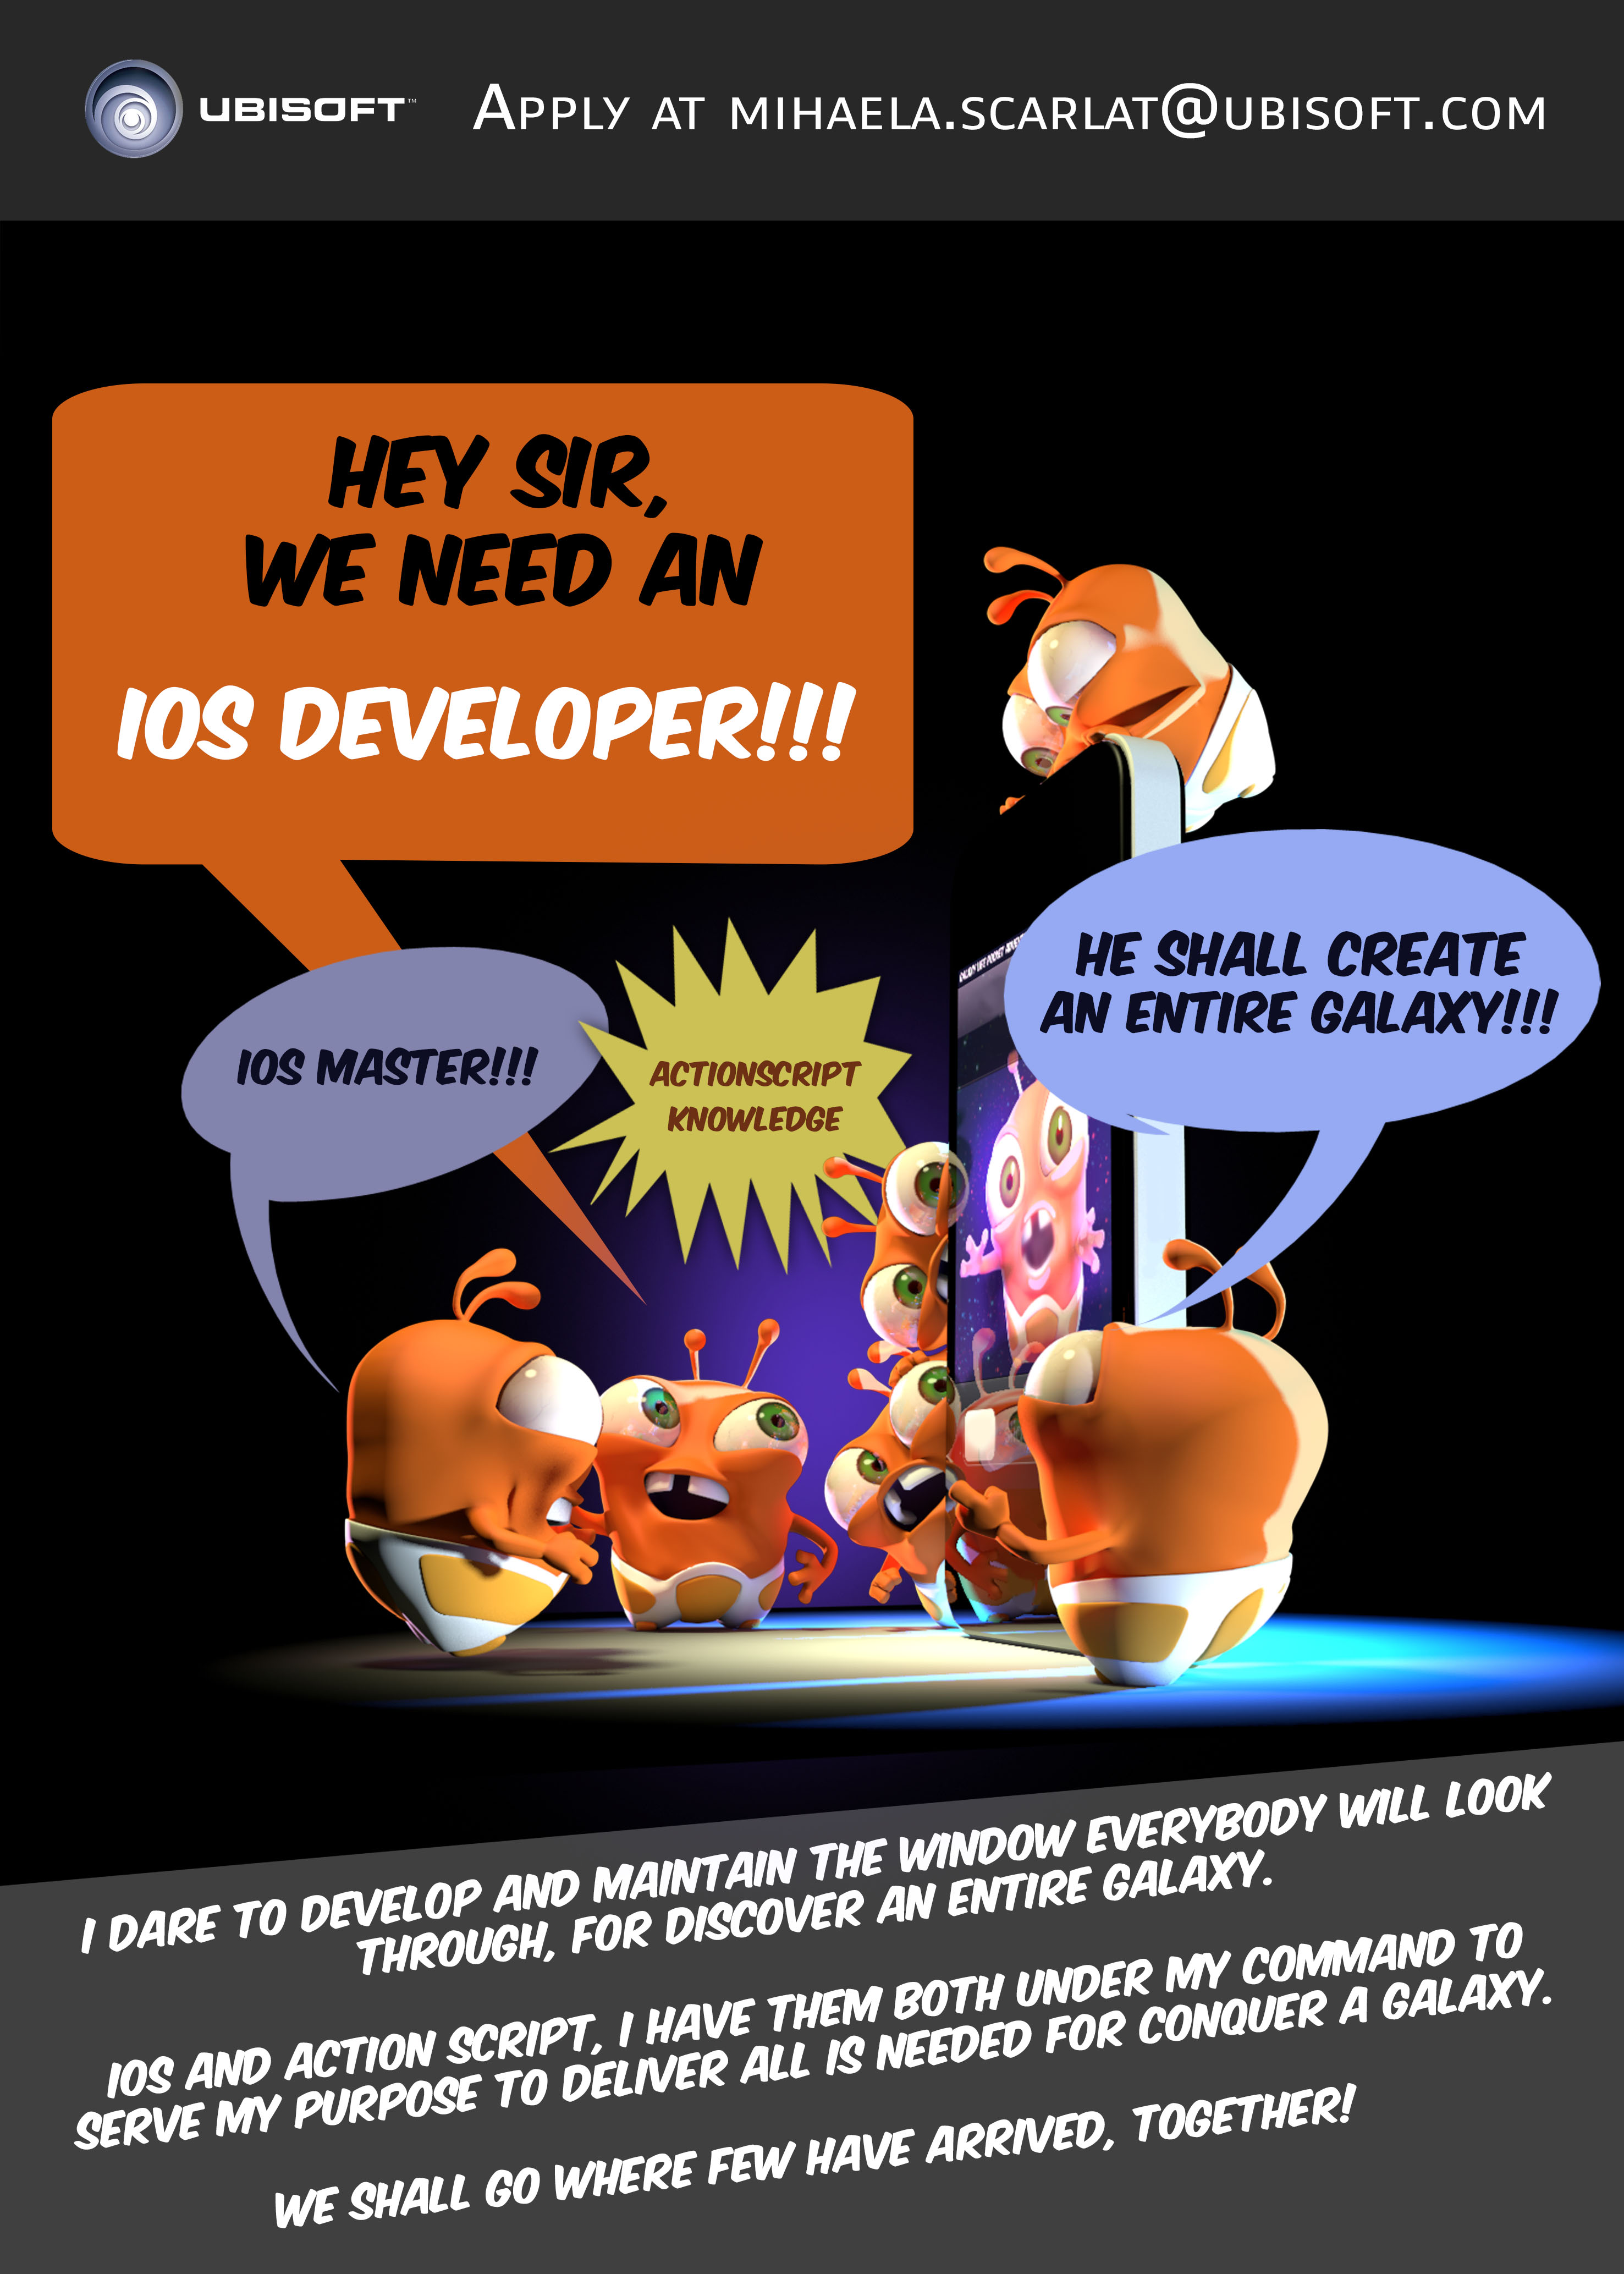 UBISOFT™ Apply at mihaela.scarlat@ubisoft.com
HEY SIR,
WE NEED AN
IOS DEVELOPER!!!
HE SHALL CREATE
AN ENTIRE GALAXY!!!
IOS MASTER!!!
ACTIONSCRIPT
KNOWLEDGE
I DARE TO DEVELOP AND MAINTAIN THE WINDOW EVERYBODY WILL LOOK
THROUGH, FOR DISCOVER AN ENTIRE GALAXY.
IOS AND ACTION SCRIPT, I HAVE THEM BOTH UNDER MY COMMAND TO
SERVE MY PURPOSE TO DELIVER ALL IS NEEDED FOR CONQUER A GALAXY.
WE SHALL GO WHERE FEW HAVE ARRIVED, TOGETHER!